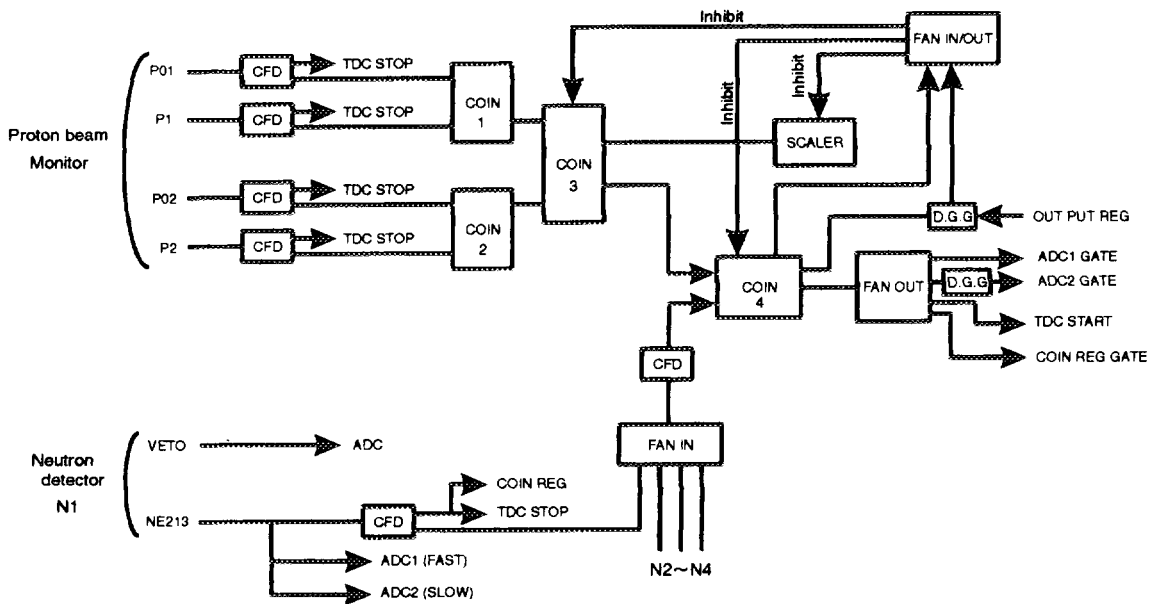 Inhibit
FAN IN/OUT
P01
CFD
TDC STOP
COIN
1
P1
CFD
TDC STOP
Inhibit
Inhibit
Proton beam
Monitor
COIN
3
SCALER
P02
CFD
TDC STOP
COIN
2
P2
CFD
TDC STOP
D.G.G
OUT PUT REG
COIN
4
FAN OUT
ADC1 GATE
D.G.G
ADC2 GATE
TDC START
COIN REG GATE
CFD
FAN IN
VETO
ADC
Neutron
detector
N1
COIN REG
NE213
CFD
TDC STOP
ADC1 (FAST)
ADC2 (SLOW)
N2～N4